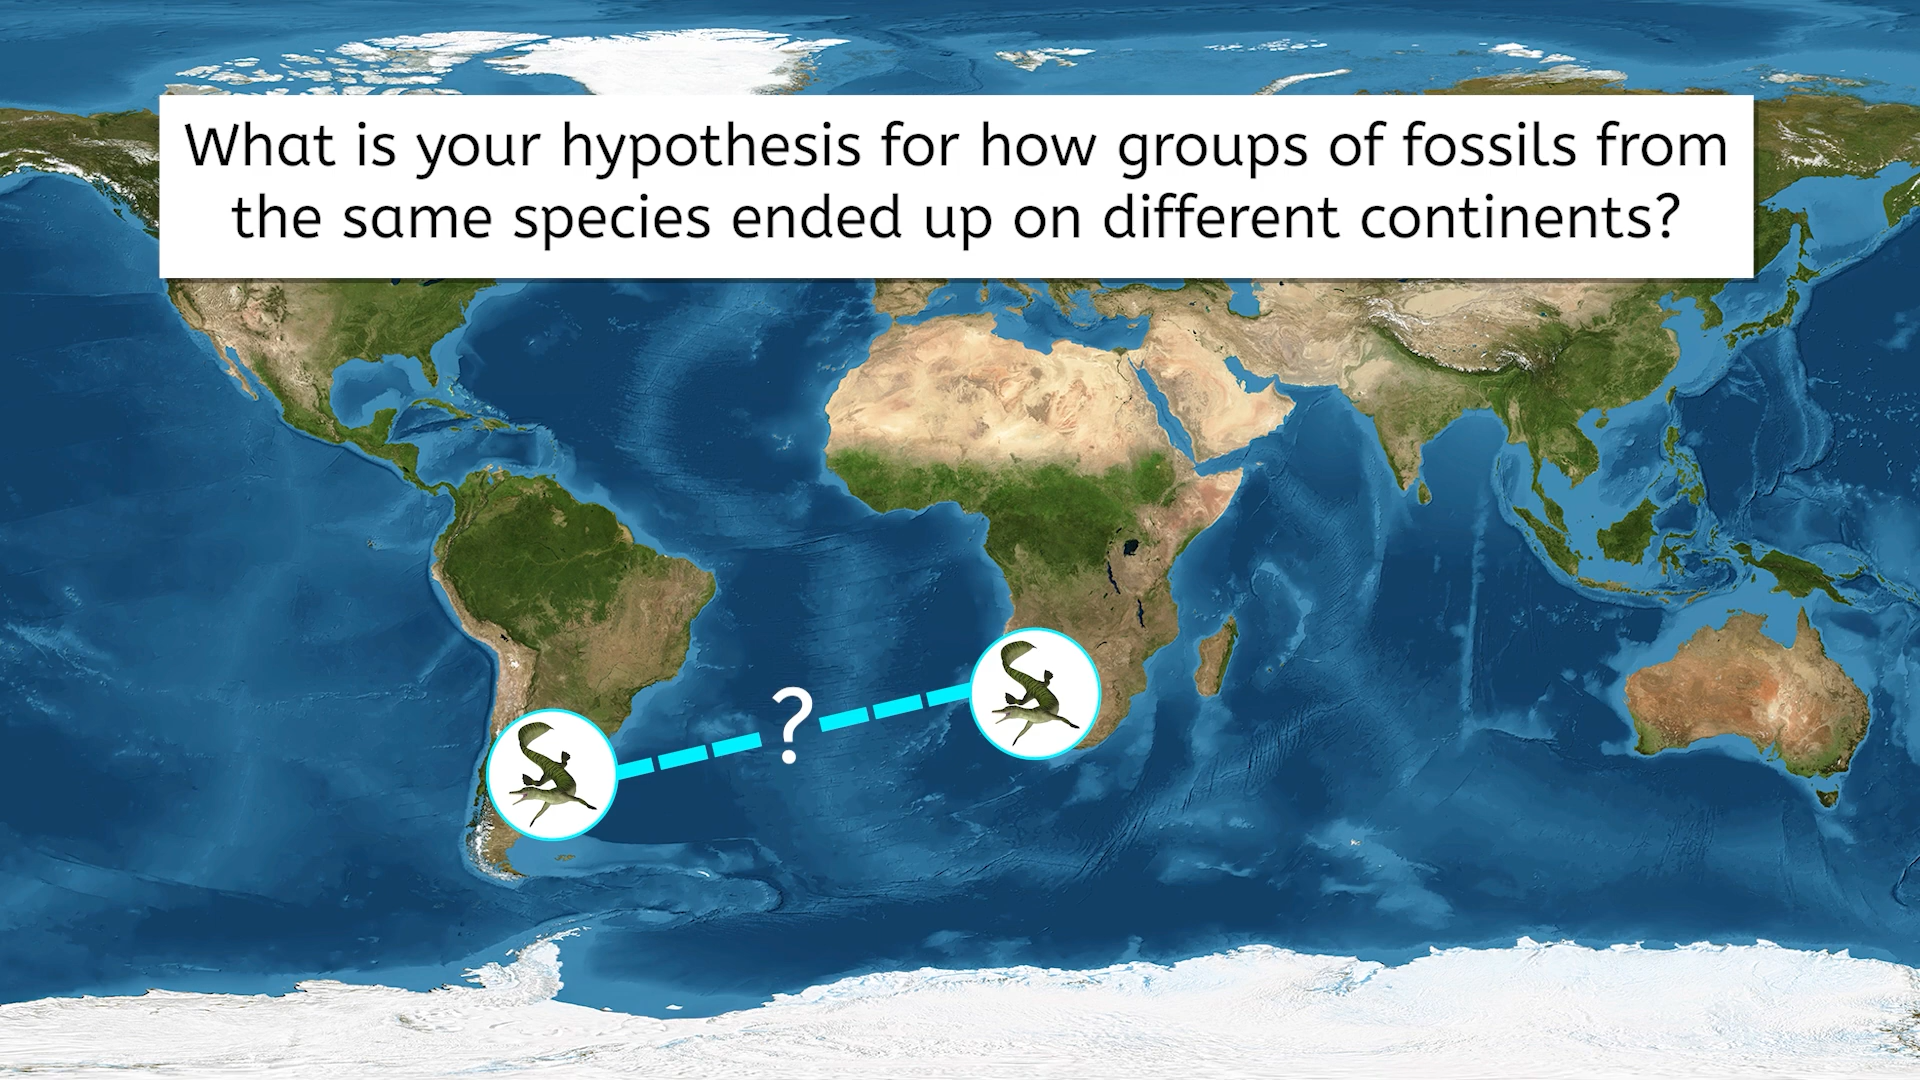 What is your hypothesis for how groups of fossils from
the same species ended up on different continents?
?